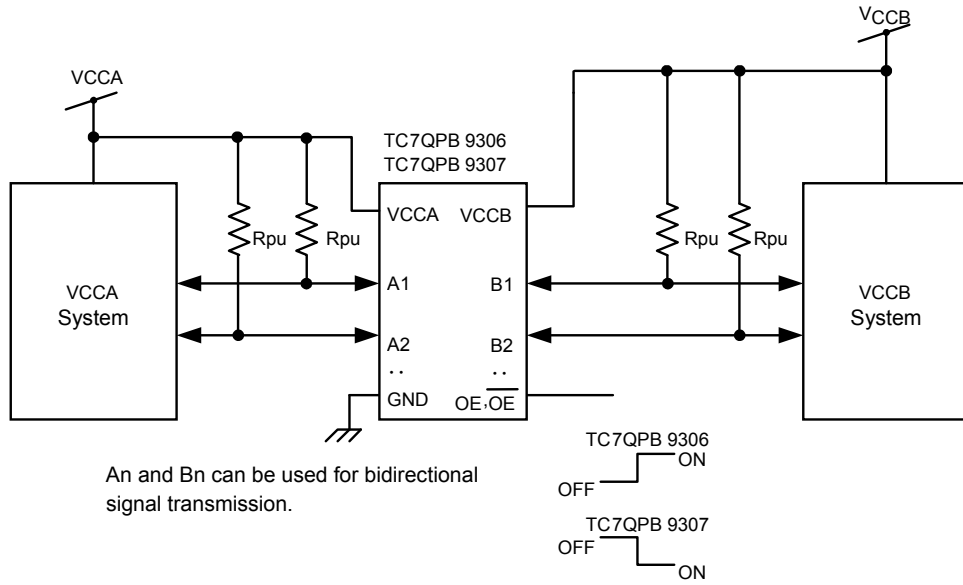 VCCA
VCCB
TC7QPB 9306
TC7QPB 9307
VCCA
VCCB
Rpu
Rpu
Rpu
Rpu
VCCA
System
A1
B1
VCCB
System
A2
B2
..
..
GND
OE,OE
An and Bn can be used for bidirectional
signal transmission.
TC7QPB 9306
ON
OFF
TC7QPB 9307
OFF
ON